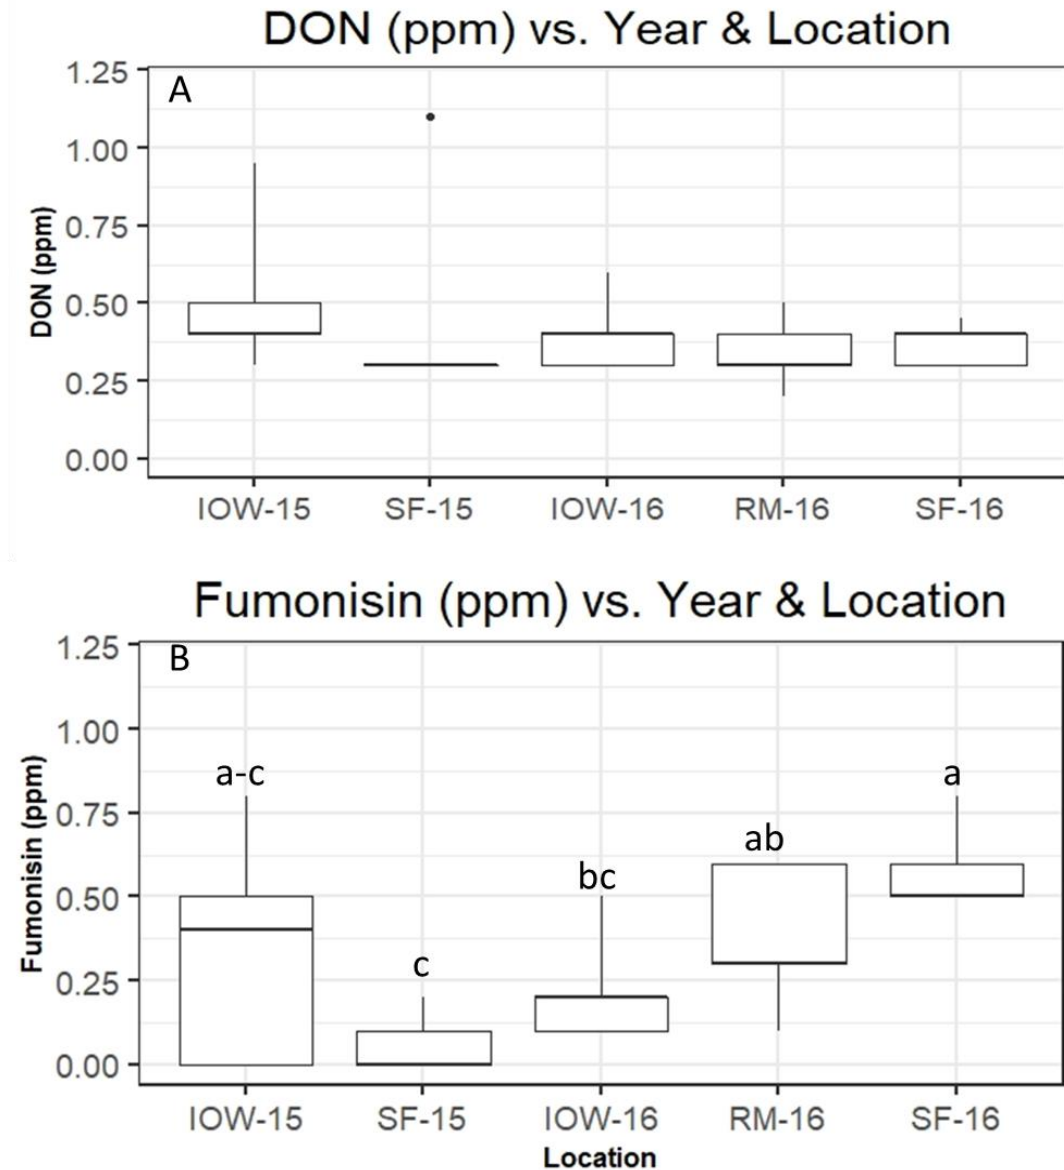 DON (ppm) vs. Year & Location
A
DON (ppm)
1.25
1.00
0.75
0.50
0.25
0.00
IOW-15 SF-15 IOW-16 RM-16 SF-16
Fumonisin (ppm) vs. Year & Location
B
Fumonisin (ppm)
1.25
1.00
0.75
0.50
0.25
0.00
a-c
c
bc
ab
a
IOW-15 SF-15 IOW-16 RM-16 SF-16
Location